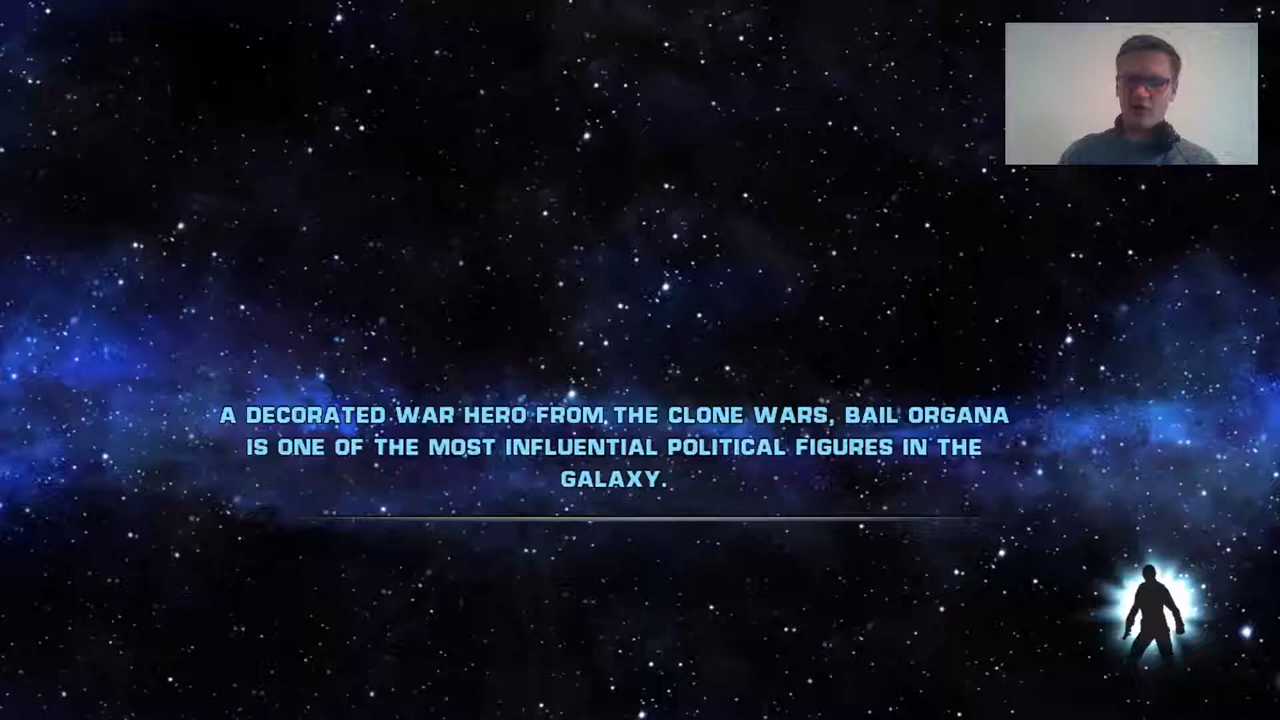 A DECORATED WAR HERO FROM THE CLONE WARS, BAIL ORGANA
IS ONE OF THE MOST INFLUENTIAL POLITICAL FIGURES IN THE
GALAXY.